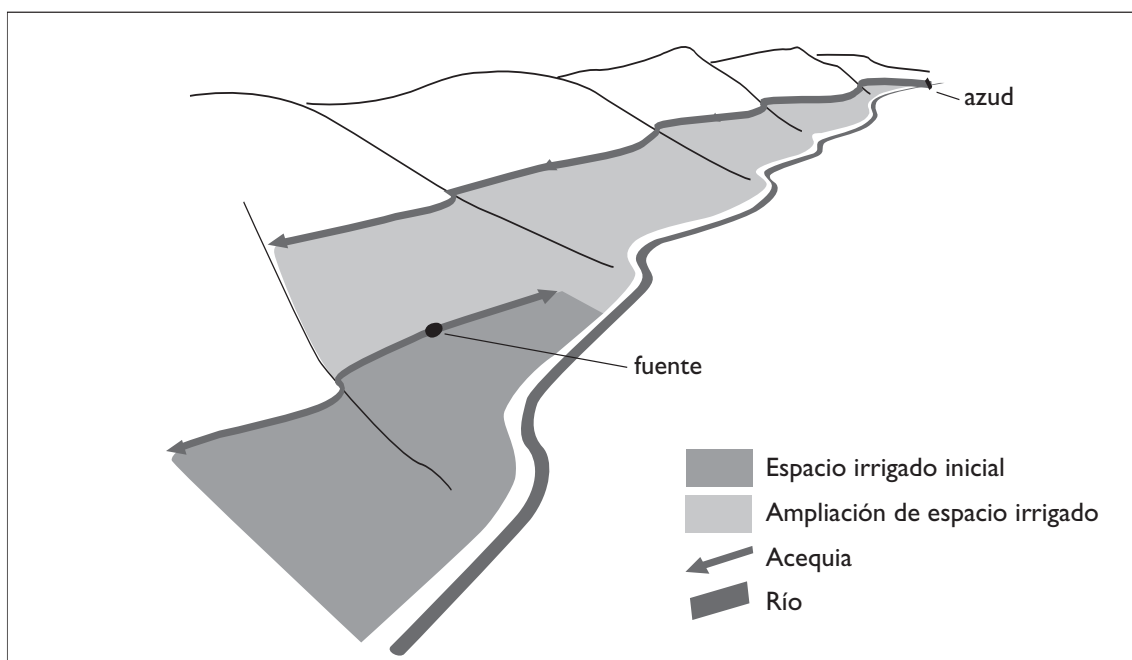 azud
fuente
Espacio irrigado inicial
Ampliación de espacio irrigado
Acequia
Río